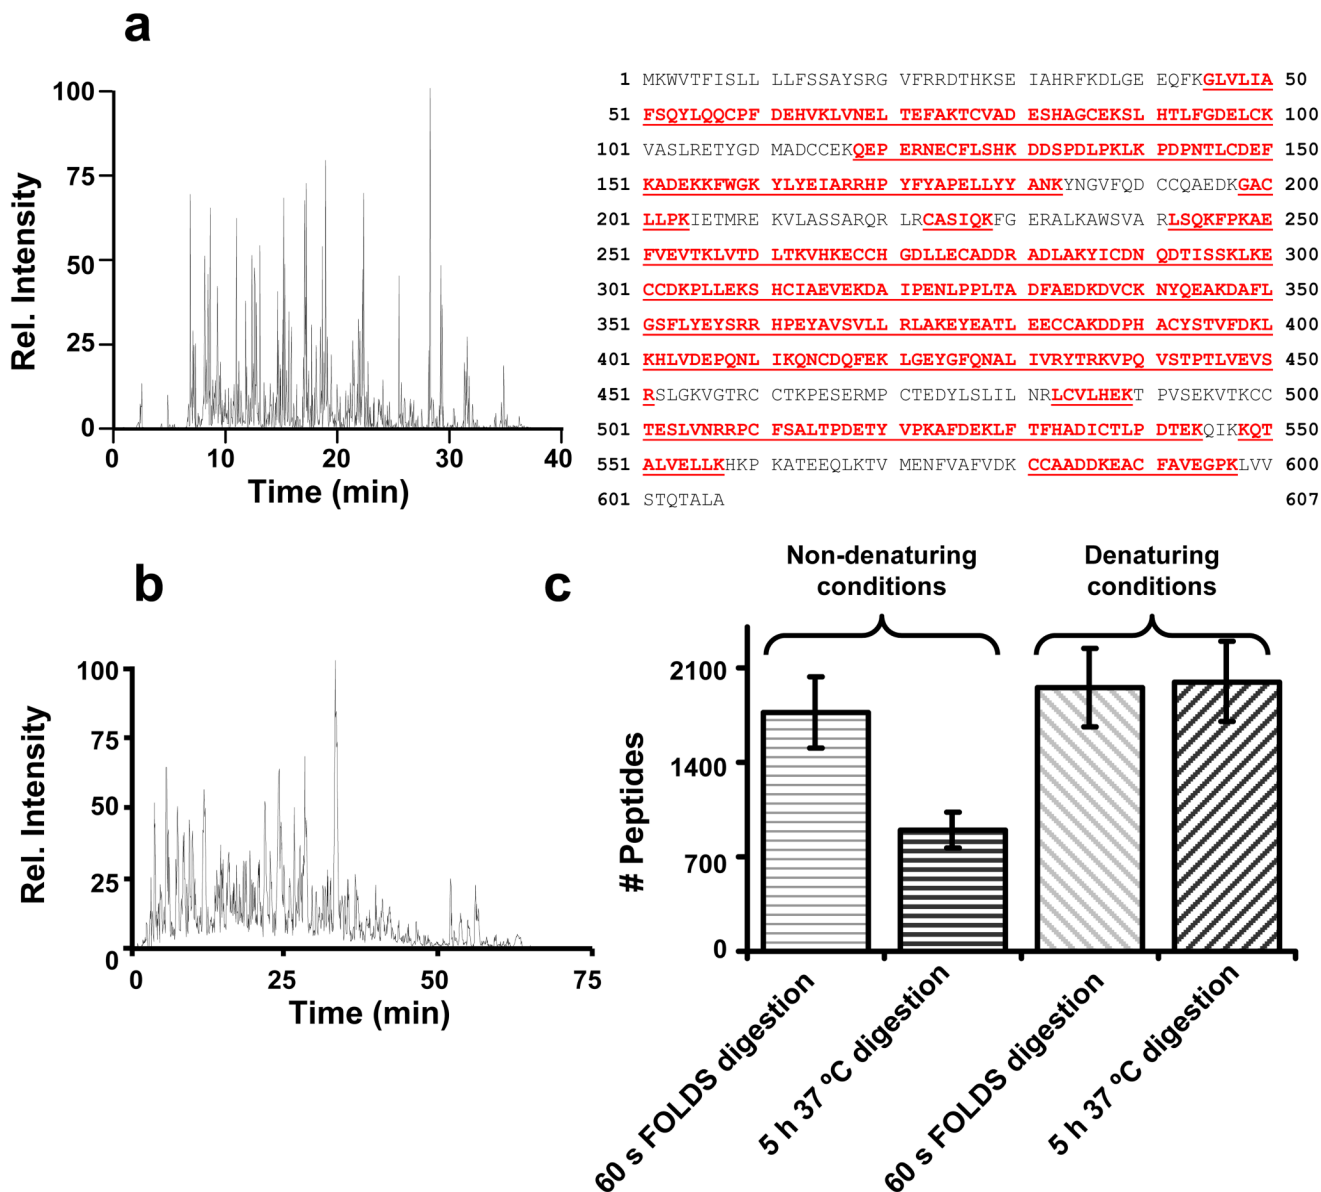 a
100
75
50
25
0
10
20
30
40
Rel. Intensity
Time (min)
1 MKWVTFISLL LLFSSAYSRG VFRRDTHKSE IAHRFKDLGE EQFKGLVLIA 50
51 FSQYLQQCPF DEHVKLVNEL TEFAKTCVAD ESHAGCEKSL HTLFGDELCK 100
101 VASLRETYGD MADCCEKQEP ERNECFLSHK DDSPDLPKLK PDPNTLCDEF 150
151 KADEKKFWGK YLYEIARRHP YFYAPELLYY ANKYNGVFQD CCQAEDKGAC 200
201 LLPKIETMRE KVLASSARQR LRCASIQKFG ERALKAWSVA RLSQKFPKAE 250
251 FVEVTKLVTD LTKVHKECCH GDLLECADDR ADLAKYICDN QDTISSKLKE 300
301 CCDKPLLEKS HCIAEVEKDA IPENLPPLTA DFAEDKDVCK NYQEAKDAFL 350
351 GSFLYEYSRR HPEYAVSVLL RLAKEYEATL EECCAKDDPH ACYSTVFDKL 400
401 KHLVDEPQNL IKQNCDQFEK LGEYGFQNAL IVRYTRKVPQ VSTPTLVEVS 450
451 RSLGKVGTRC CTKPESERMP CTEDYLSLIL NRLCVLHEKT PVSEKVTKCC 500
501 TESLVNRRPC FSALTPDETY VPKAFDEKLF TFHADICTLP DTEKQIKKQT 550
551 ALVELLKHKP KATEEQLKTV MENFVAFVDK CCAADDKEAC FAVEGPKLVV 600
601 STQTALA 607
b
100
75
50
25
0
0
25
50
75
Rel. Intensity
Time (min)
c
Non-denaturing
conditions
Denaturing
conditions
2100
1400
700
0
# Peptides
60 s FOLDS digestion
5 h 37 ºC digestion
60 s FOLDS digestion
5 h 37 ºC digestion